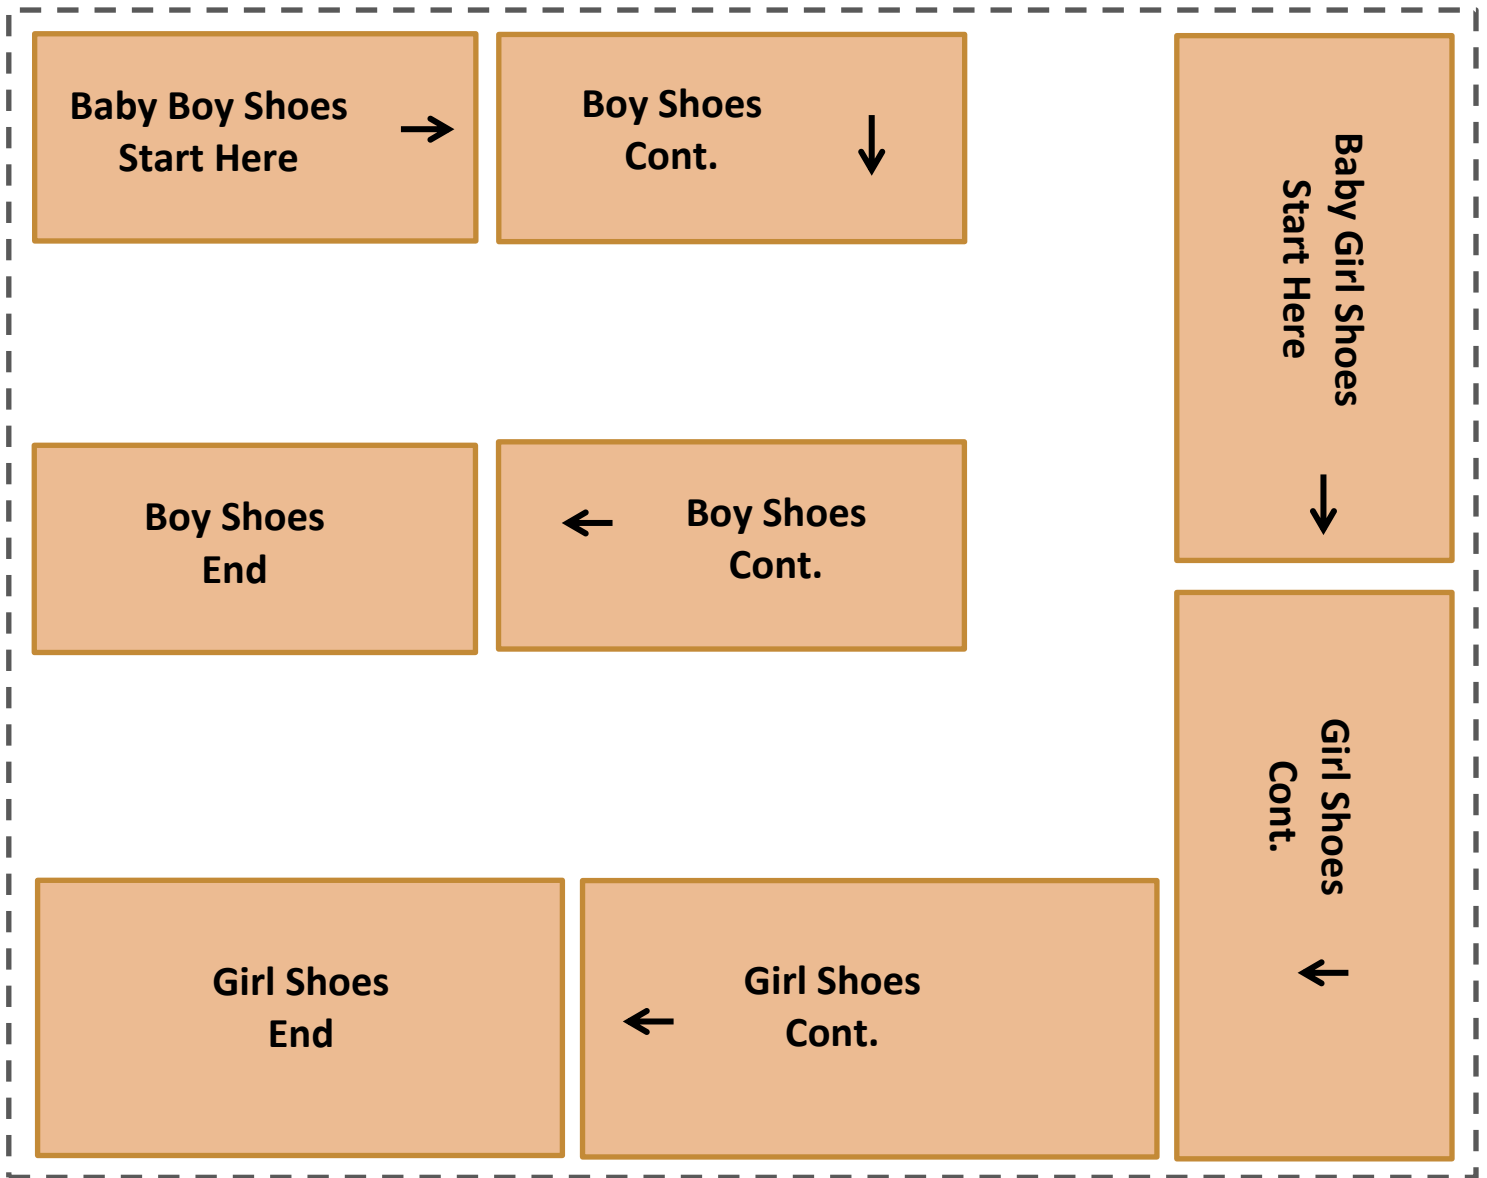 Baby Boy Shoes
Start Here
Boy Shoes
Cont.
Baby Girl Shoes
Start Here
Boy Shoes
End
Boy Shoes
Cont.
Girl Shoes
Cont.
Girl Shoes
End
Girl Shoes
Cont.